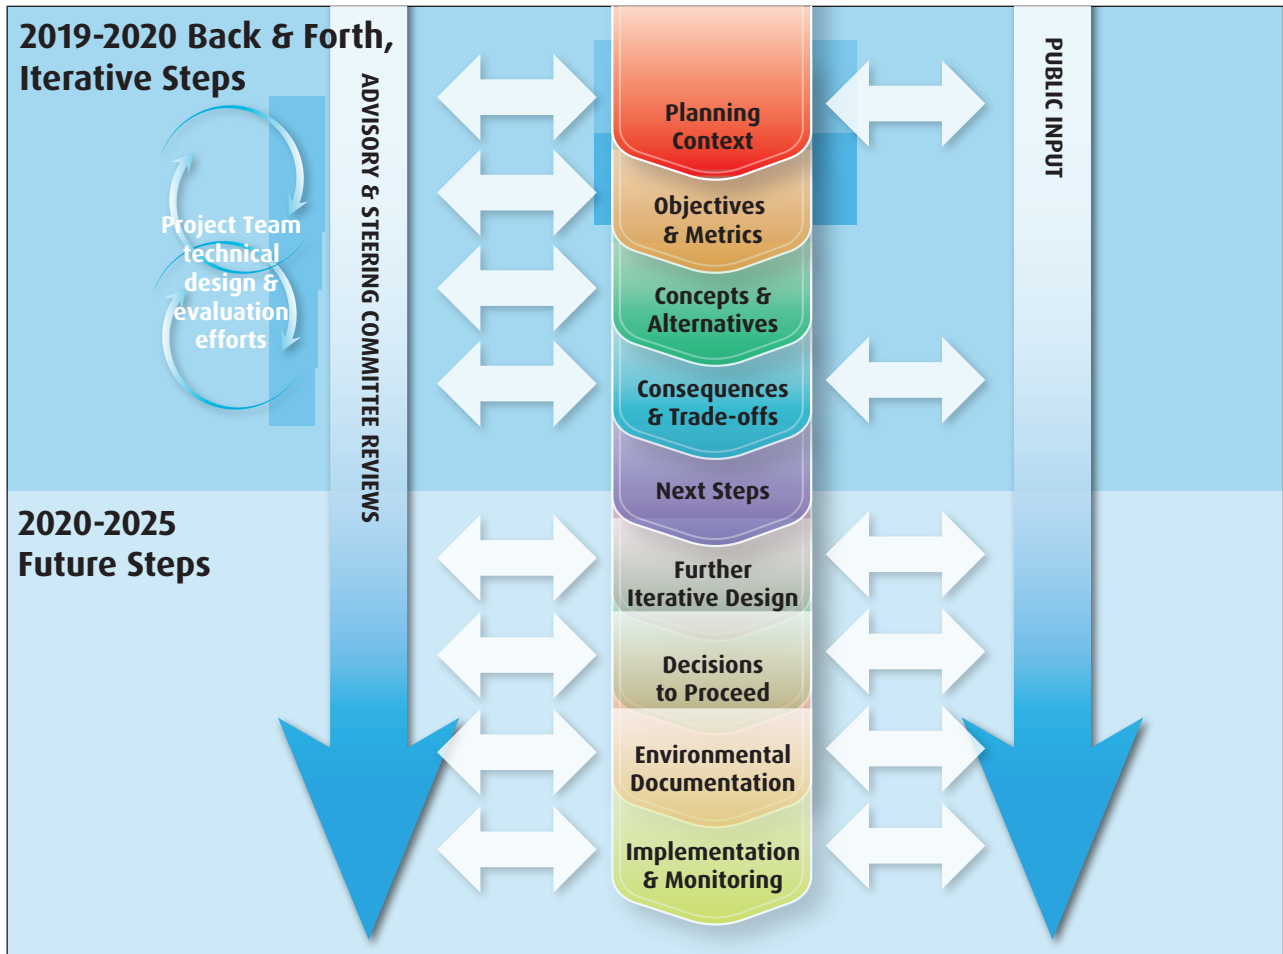 2019-2020 Back & Forth,
Iterative Steps
Project Team
technical
design &
evaluation
efforts
ADVISORY & STEERING COMMITTEE REVIEWS
Planning
Context
Objectives
& Metrics
Concepts &
Alternatives
Consequences
& Trade-offs
Next Steps
PUBLIC INPUT
2020-2025
Future Steps
Further
Iterative Design
Decisions
to Proceed
Environmental
Documentation
Implementation
& Monitoring